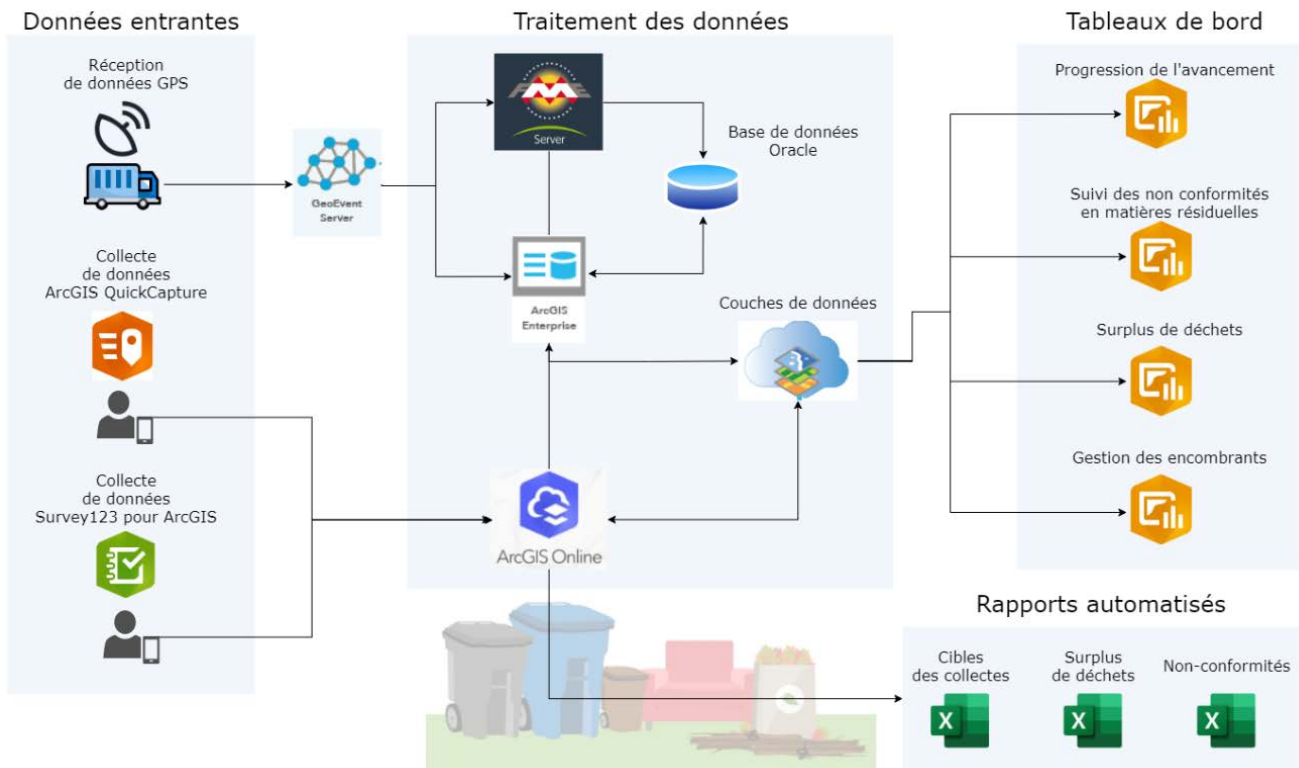 Données entrantes
Réception
de données GPS
GeoEvent
Server
Collecte
de données
ArcGIS QuickCapture
Collecte
de données
Survey123 pour ArcGIS
Traitement des données
FME
Server
Base de données
Oracle
ArcGIS
Enterprise
Couches de données
ArcGIS Online
Tableaux de bord
Progression de l'avancement
Suivi des non conformités
en matières résiduelles
Surplus de déchets
Gestion des encombrants
Rapports automatisés
Cibles
des collectes
X
Surplus
de déchets
X
Non-conformités
X